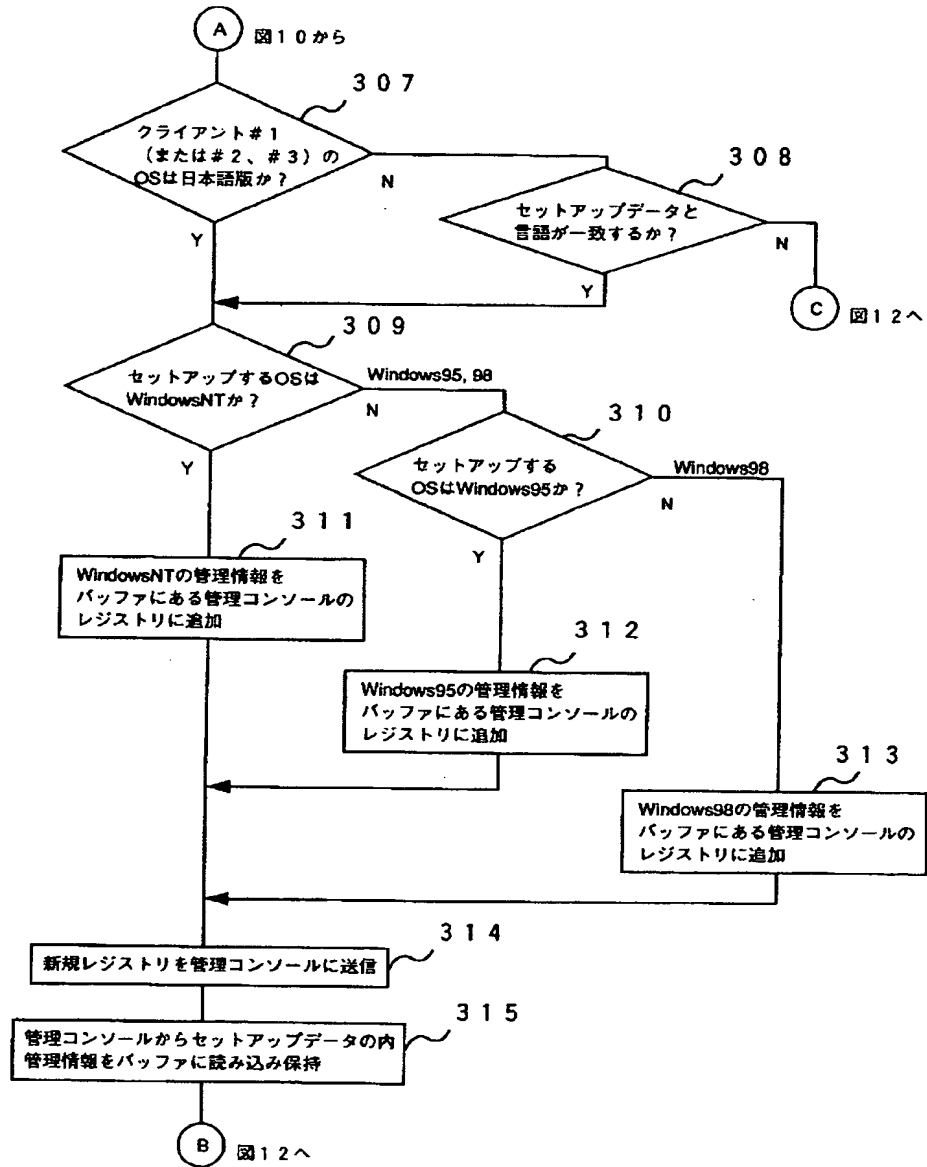 A 図10から
307
クライアント#1
(または#2、#3)の
OSは日本語版か?
N
308
セットアップデータと
言語が一致するか?
N
Y
Y
C 図12へ
309
セットアップするOSは
WindowsNTか?
Windows95, 98
N
310
Y
セットアップする
OSはWindows95か?
Windows98
N
311
Y
WindowsNTの管理情報を
バッファにある管理コンソールの
レジストリに追加
312
Windows95の管理情報を
バッファにある管理コンソールの
レジストリに追加
313
Windows98の管理情報を
バッファにある管理コンソールの
レジストリに追加
314
新規レジストリを管理コンソールに送信
315
管理コンソールからセットアップデータの内
管理情報をバッファに読み込み保持
B 図12へ